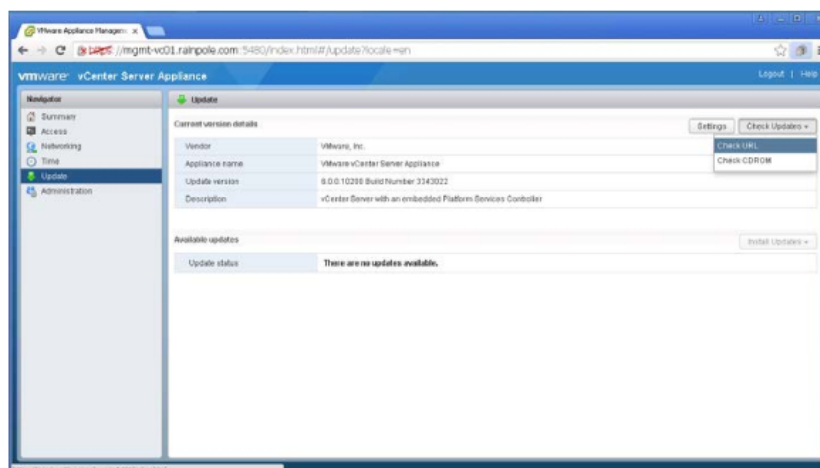 VMware Appliance Managem x
https://mgmt-vc01.rainpole.com:5480/index.html#/update?locale=en
vmware vCenter Server Appliance
Logout | Help
Navigator
Summary
Access
Networking
Time
Update
Administration
Update
Current version details
Settings
Check Updates
Check URL
Check CDROM
Vendor
VMware, Inc.
Appliance name
VMware vCenter Server Appliance
Update version
6.0.0.10200 Build Number 3343022
Description
vCenter Server with an embedded Platform Services Controller
Available updates
Install Updates
Update status
There are no updates available.